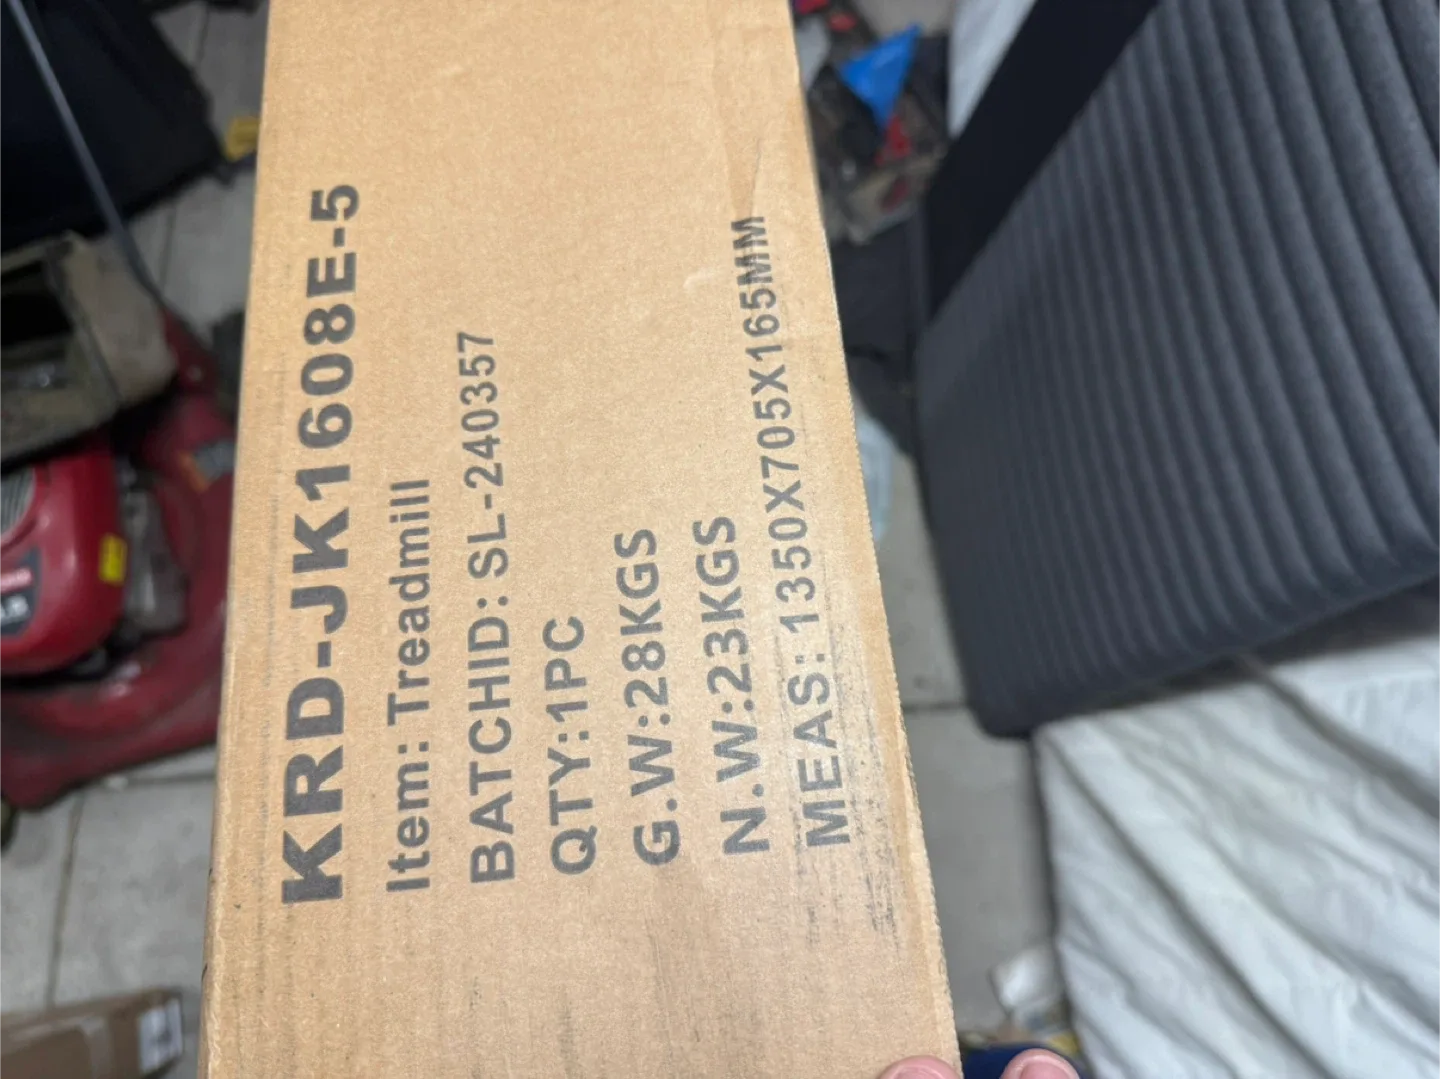 KRD-JK1608E-5
Item: Treadmill
BATCHID: SL-240357
QTY:1PC
G.W:28KGS
N.W:23KGS
MEAS: 1350X705X165MM